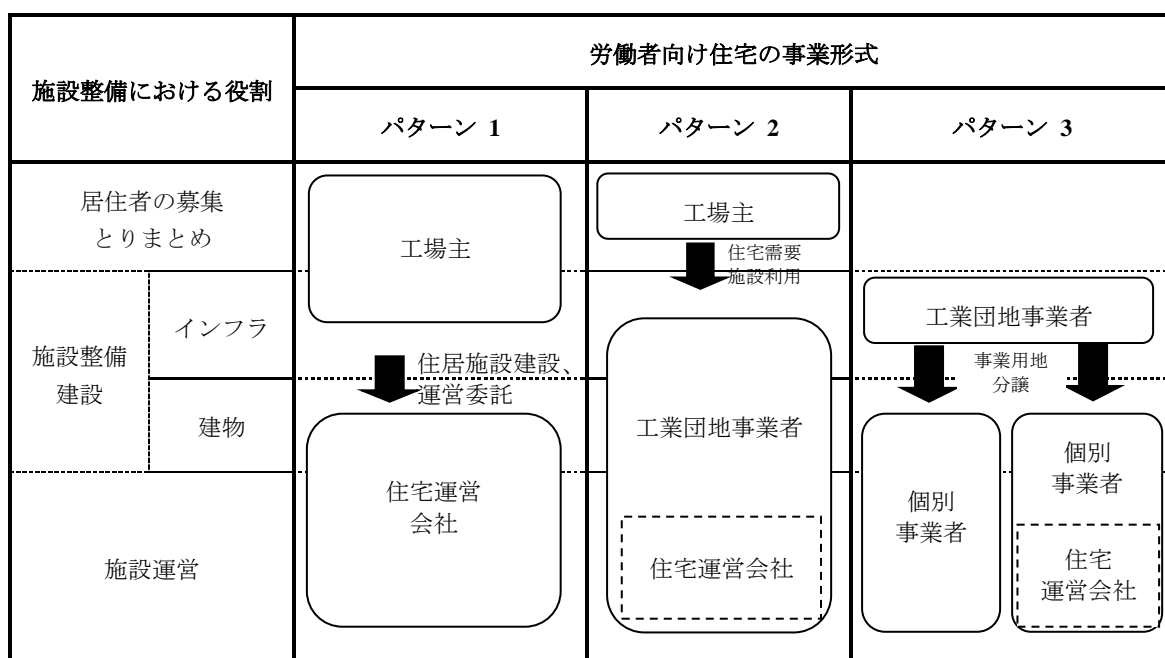 施設整備における役割
労働者向け住宅の事業形式
パターン 1
パターン 2
パターン 3
居住者の募集
とりまとめ
施設整備
建設
インフラ
建物
施設運営
工場主
住居施設建設、
運営委託
住宅運営
会社
工場主
住宅需要
施設利用
工業団地事業者
住宅運営会社
工業団地事業者
事業用地
分譲
個別
事業者
個別
事業者
住宅
運営会社